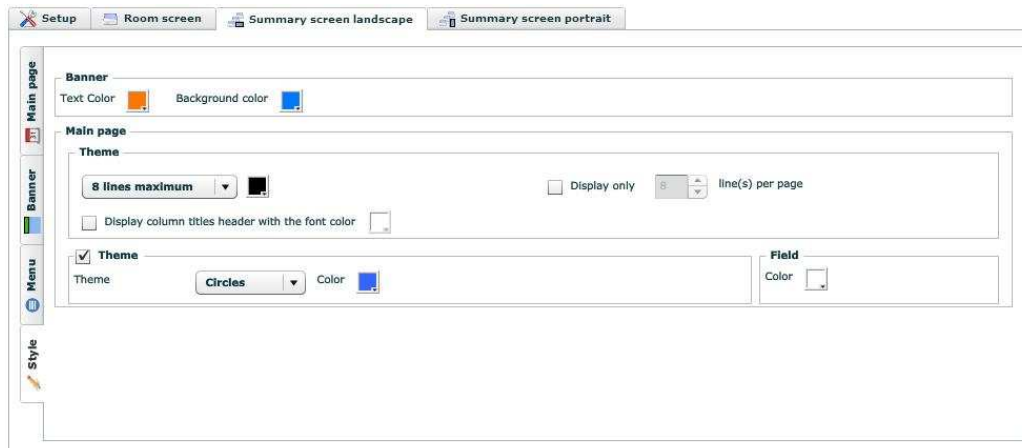 Setup Room screen Summary screen landscape Summary screen portrait
Main page
Banner
Menu
Style
Banner
Text Color Background color
Main page
Theme
8 lines maximum Display only 8 line(s) per page
Display column titles header with the font color
Theme Field
Theme Circles Color Color